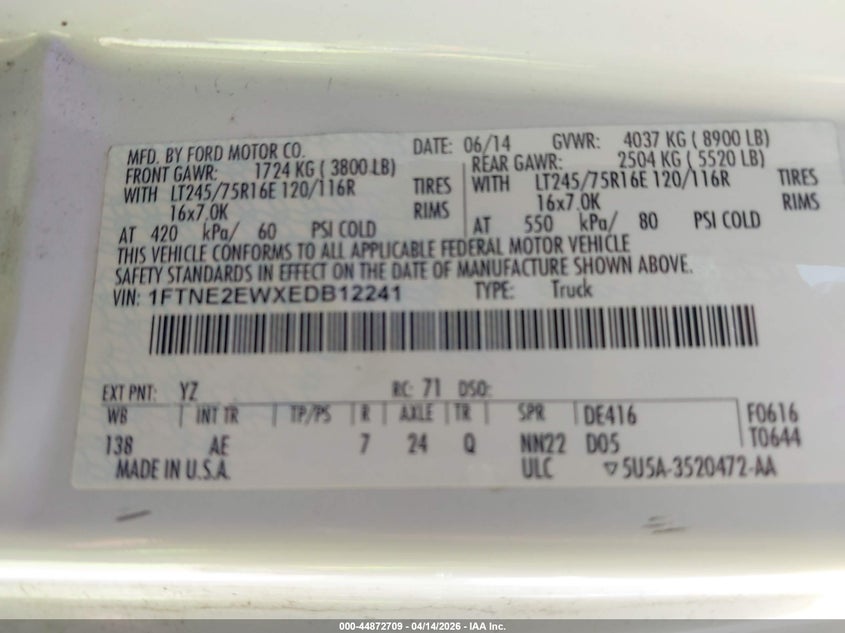 MFD. BY FORD MOTOR CO. DATE: 06/14 GVWR: 4037 KG ( 8900 LB)
FRONT GAWR: 1724 KG ( 3800 LB) REAR GAWR: 2504 KG ( 5520 LB)
WITH LT245/75R16E 120/116R TIRES WITH LT245/75R16E 120/116R TIRES
16x7.0K RIMS 16x7.0K RIMS
AT 420 kPa/ 60 PSI COLD AT 550 kPa/ 80 PSI COLD
THIS VEHICLE CONFORMS TO ALL APPLICABLE FEDERAL MOTOR VEHICLE
SAFETY STANDARDS IN EFFECT ON THE DATE OF MANUFACTURE SHOWN ABOVE.
VIN: 1FTNE2EWXEDB12241 TYPE: Truck
EXT PNT: YZ RC: 71 DSO:
WB INT TR TP/PS R AXLE TR SPR DE416 F0616
138 AE 7 24 Q NN22 D05 T0644
MADE IN U.S.A. ULC ▽5U5A-3520472-AA
000-44872709 - 04/14/2026 - IAA Inc.